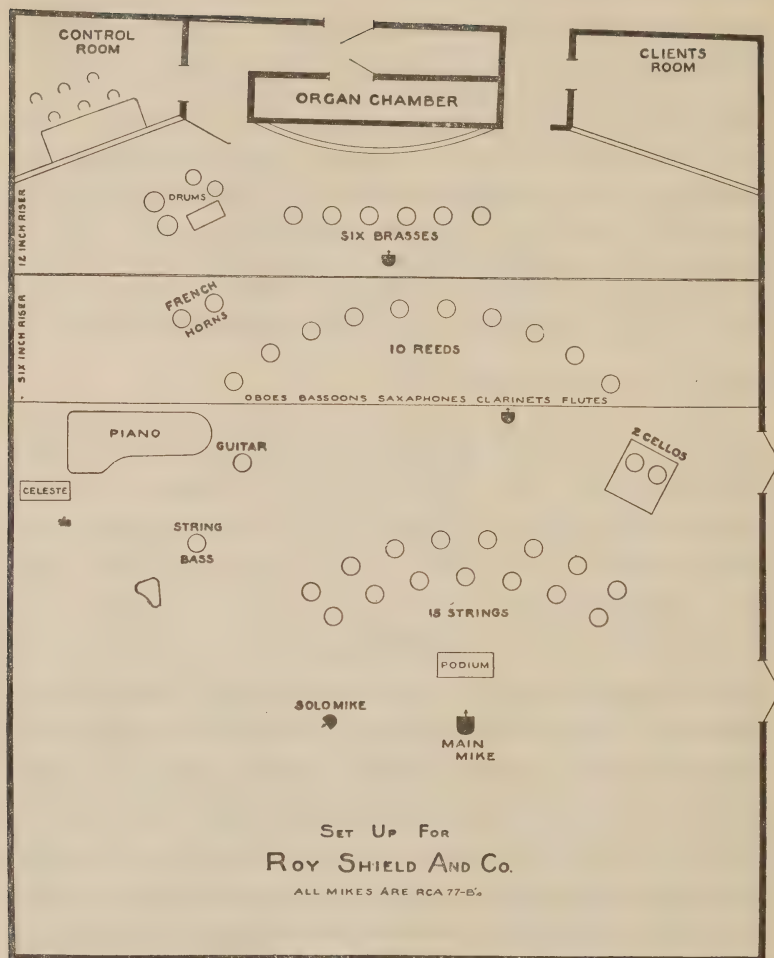 CONTROL
ROOM
ORGAN CHAMBER
CLIENTS
ROOM
12 INCH RISER
DRUMS
SIX BRASSES
SIX INCH RISER
FRENCH
HORNS
10 REEDS
OBOES BASSOONS SAXAPHONES CLARINETS FLUTES
PIANO
GUITAR
2 CELLOS
CELESTE
STRING
BASS
15 STRINGS
PODIUM
SOLO MIKE
MAIN
MIKE
SET UP FOR
ROY SHIELD AND CO.
ALL MIKES ARE RCA 77-B's